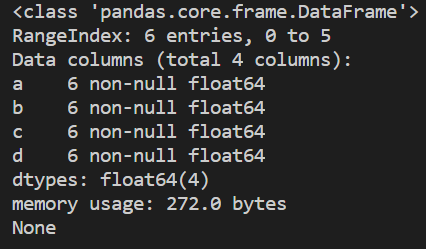 <class 'pandas.core.frame.DataFrame'>
RangeIndex: 6 entries, 0 to 5
Data columns (total 4 columns):
a    6 non-null float64
b    6 non-null float64
c    6 non-null float64
d    6 non-null float64
dtypes: float64(4)
memory usage: 272.0 bytes
None